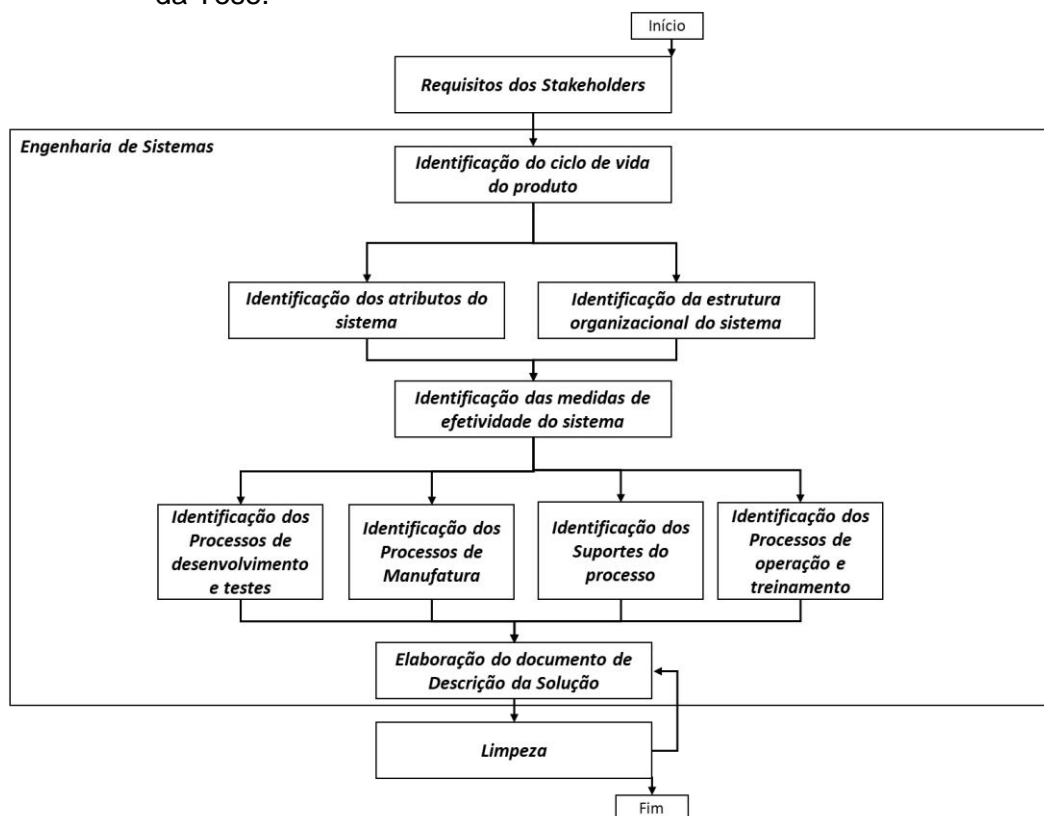 Início
Requisitos dos Stakeholders
Engenharia de Sistemas
Identificação do ciclo de vida
do produto
Identificação dos atributos do
sistema
Identificação da estrutura
organizacional do sistema
Identificação das medidas de
efetividade do sistema
Identificação dos
Processos de
desenvolvimento
e testes
Identificação dos
Processos de
Manufatura
Identificação dos
Suportes do
processo
Identificação dos
Processos de
operação e
treinamento
Elaboração do documento de
Descrição da Solução
Limpeza
Fim